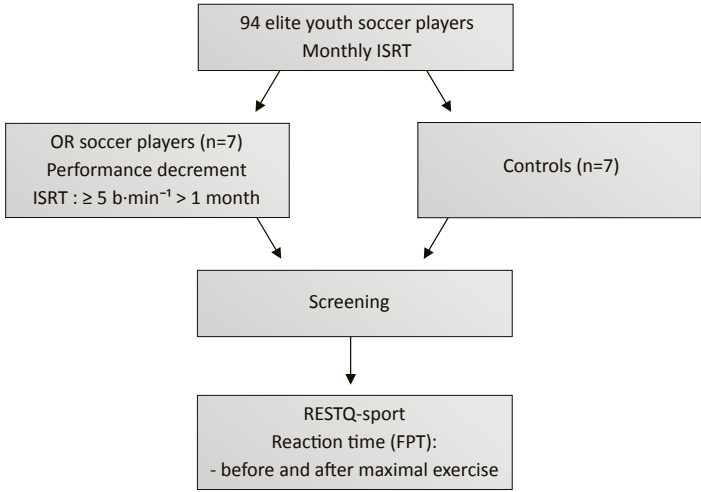 94 elite youth soccer players
Monthly ISRT
OR soccer players (n=7)
Performance decrement
ISRT : ≥ 5 b·min⁻¹ > 1 month
Controls (n=7)
Screening
RESTQ-sport
Reaction time (FPT):
- before and after maximal exercise